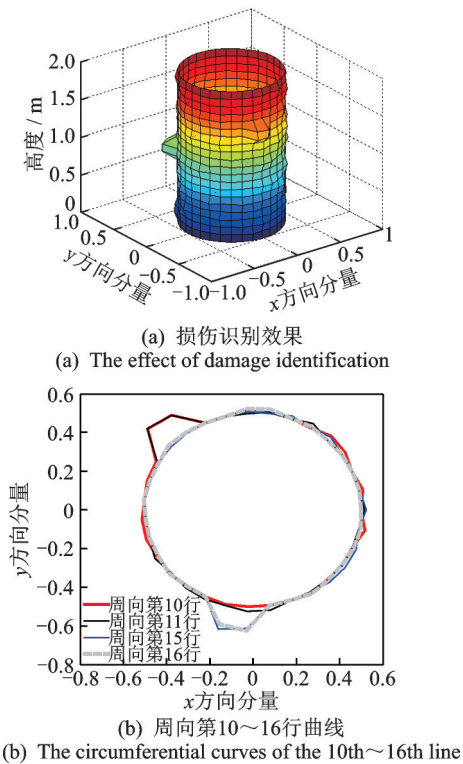 2.0
1.5
1.0
0.5
0
高度 / m
1.0
0.5
0
-0.5
-1.0
y方向分量
-1.0
-0.5
0
0.5
1
x方向分量
(a) 损伤识别效果
(a) The effect of damage identification
0.6
0.4
0.2
0
-0.2
-0.4
-0.6
-0.8
y方向分量
周向第10行
周向第11行
周向第15行
周向第16行
-0.8 -0.6 -0.4 -0.2 0 0.2 0.4 0.6
x方向分量
(b) 周向第10～16行曲线
(b) The circumferential curves of the 10th～16th line